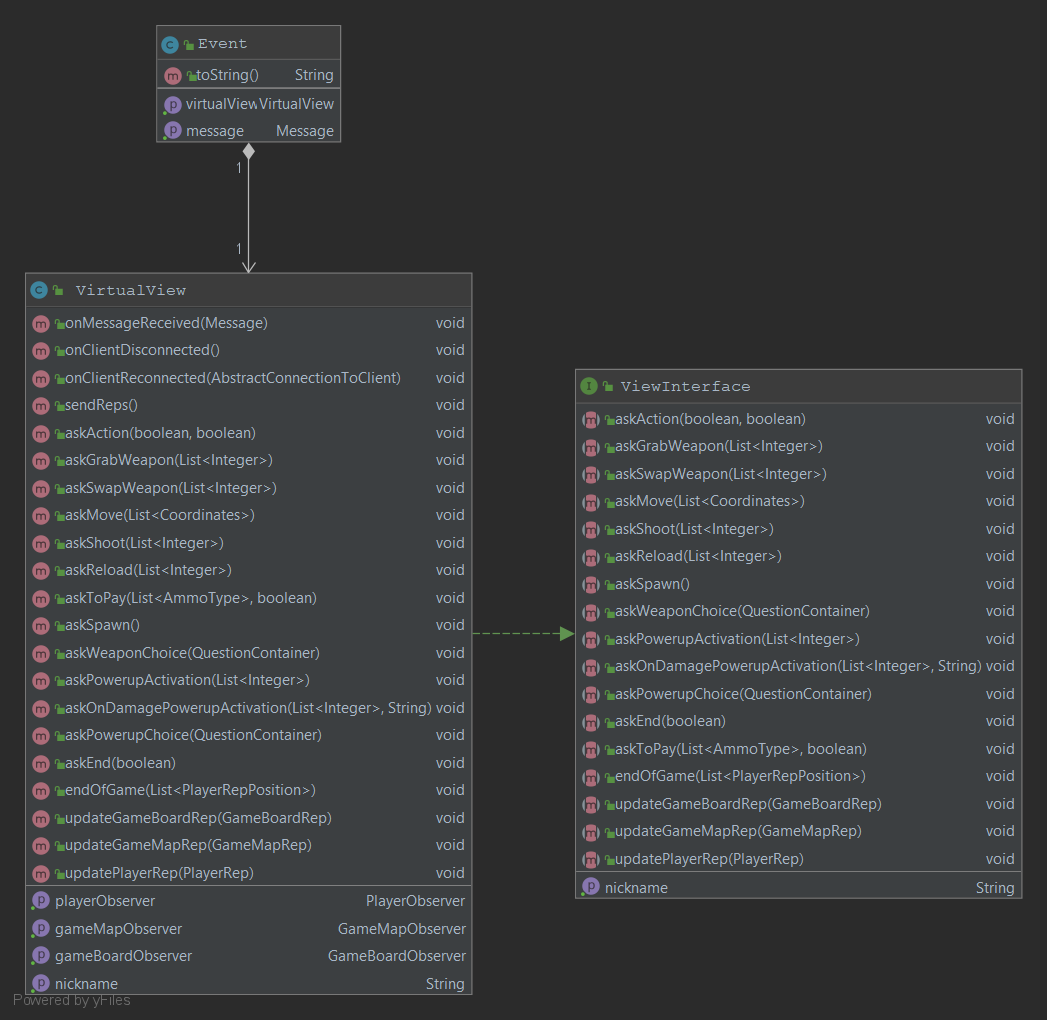 Event
toString() String
virtualView VirtualView
message Message
1
1
VirtualView
onMessageReceived(Message) void
onClientDisconnected() void
onClientReconnected(AbstractConnectionToClient) void
sendReps() void
askAction(boolean, boolean) void
askGrabWeapon(List<Integer>) void
askSwapWeapon(List<Integer>) void
askMove(List<Coordinates>) void
askShoot(List<Integer>) void
askReload(List<Integer>) void
askToPay(List<AmmoType>, boolean) void
askSpawn() void
askWeaponChoice(QuestionContainer) void
askPowerupActivation(List<Integer>) void
askOnDamagePowerupActivation(List<Integer>, String) void
askPowerupChoice(QuestionContainer) void
askEnd(boolean) void
endOfGame(List<PlayerRepPosition>) void
updateGameBoardRep(GameBoardRep) void
updateGameMapRep(GameMapRep) void
updatePlayerRep(PlayerRep) void
playerObserver PlayerObserver
gameMapObserver GameMapObserver
gameBoardObserver GameBoardObserver
nickname String
ViewInterface
askAction(boolean, boolean) void
askGrabWeapon(List<Integer>) void
askSwapWeapon(List<Integer>) void
askMove(List<Coordinates>) void
askShoot(List<Integer>) void
askReload(List<Integer>) void
askSpawn() void
askWeaponChoice(QuestionContainer) void
askPowerupActivation(List<Integer>) void
askOnDamagePowerupActivation(List<Integer>, String) void
askPowerupChoice(QuestionContainer) void
askEnd(boolean) void
askToPay(List<AmmoType>, boolean) void
endOfGame(List<PlayerRepPosition>) void
updateGameBoardRep(GameBoardRep) void
updateGameMapRep(GameMapRep) void
updatePlayerRep(PlayerRep) void
nickname String
Powered by yFiles